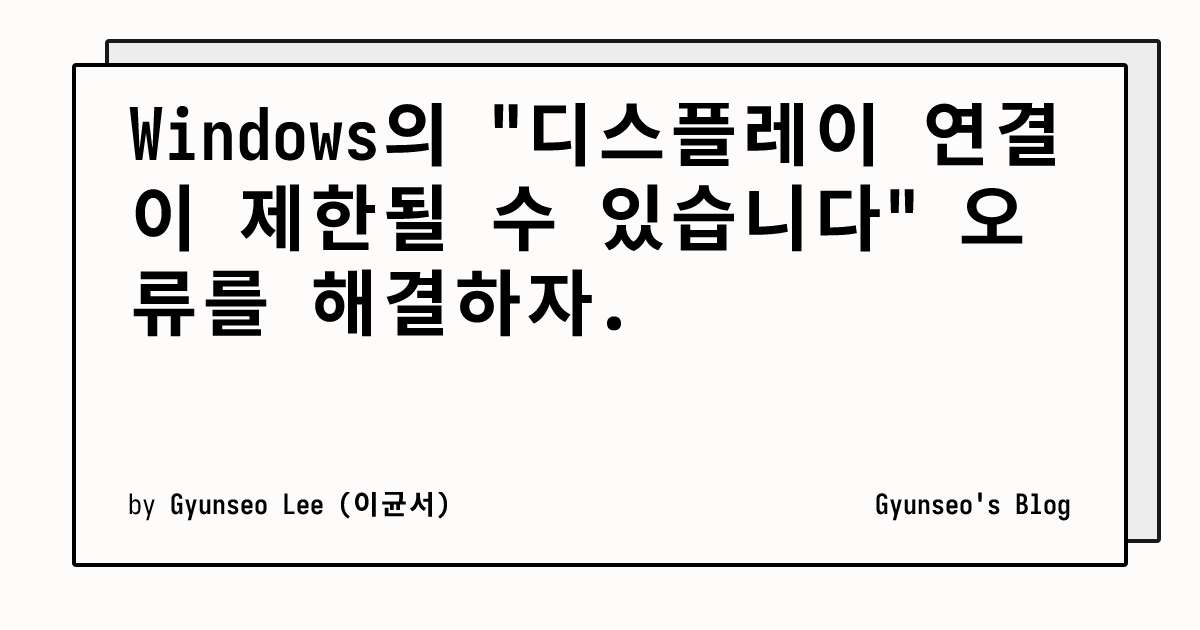 Windows의 "디스플레이 연결
이 제한될 수 있습니다" 오
류를 해결하자.
by Gyunseo Lee (이균서)
Gyunseo's Blog